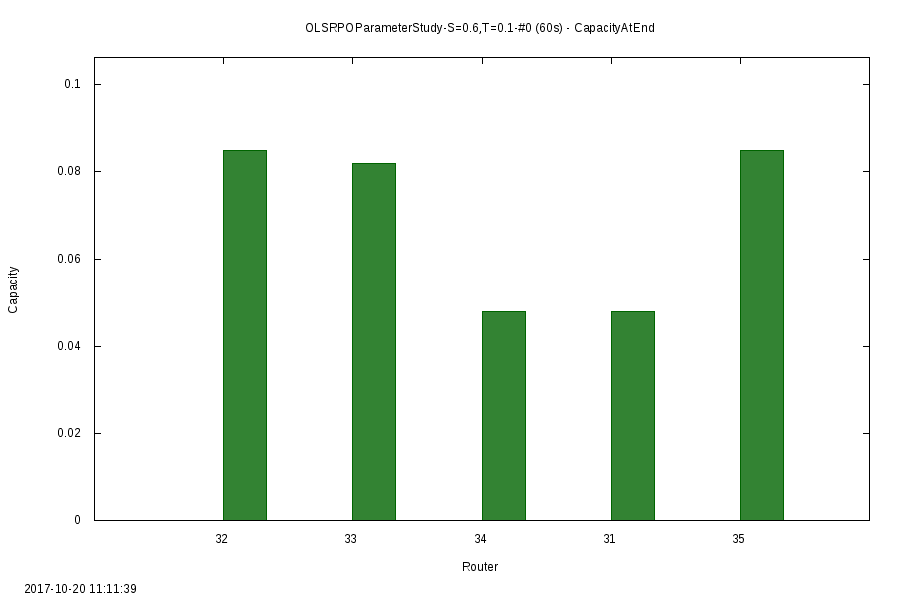 OLSRPOParameterStudy-S=0.6,T=0.1-#0 (60s) - CapacityAtEnd
0.1
0.08
0.06
0.04
0.02
0
Capacity
32 33 34 31 35
Router
2017-10-20 11:11:39